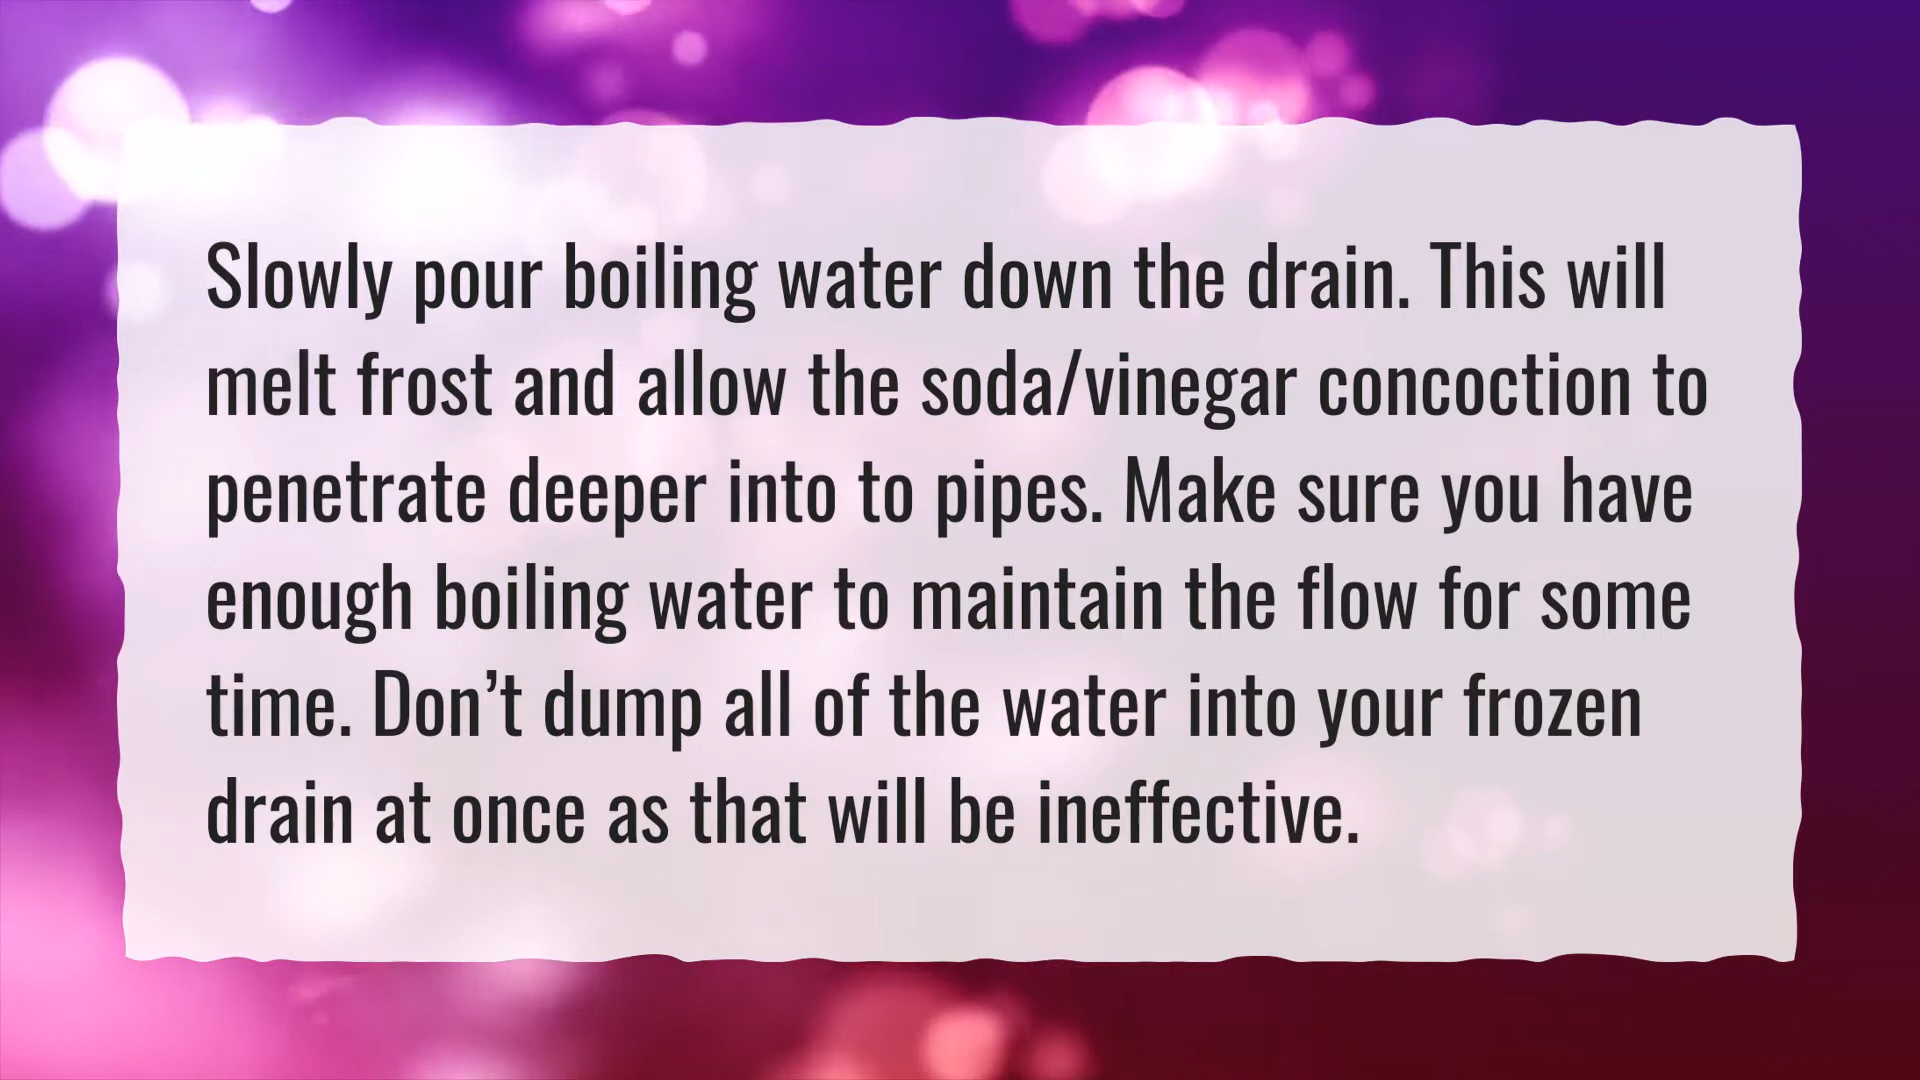 Slowly pour boiling water down the drain. This will
melt frost and allow the soda/vinegar concoction to
penetrate deeper into to pipes. Make sure you have
enough boiling water to maintain the flow for some
time. Don’t dump all of the water into your frozen
drain at once as that will be ineffective.